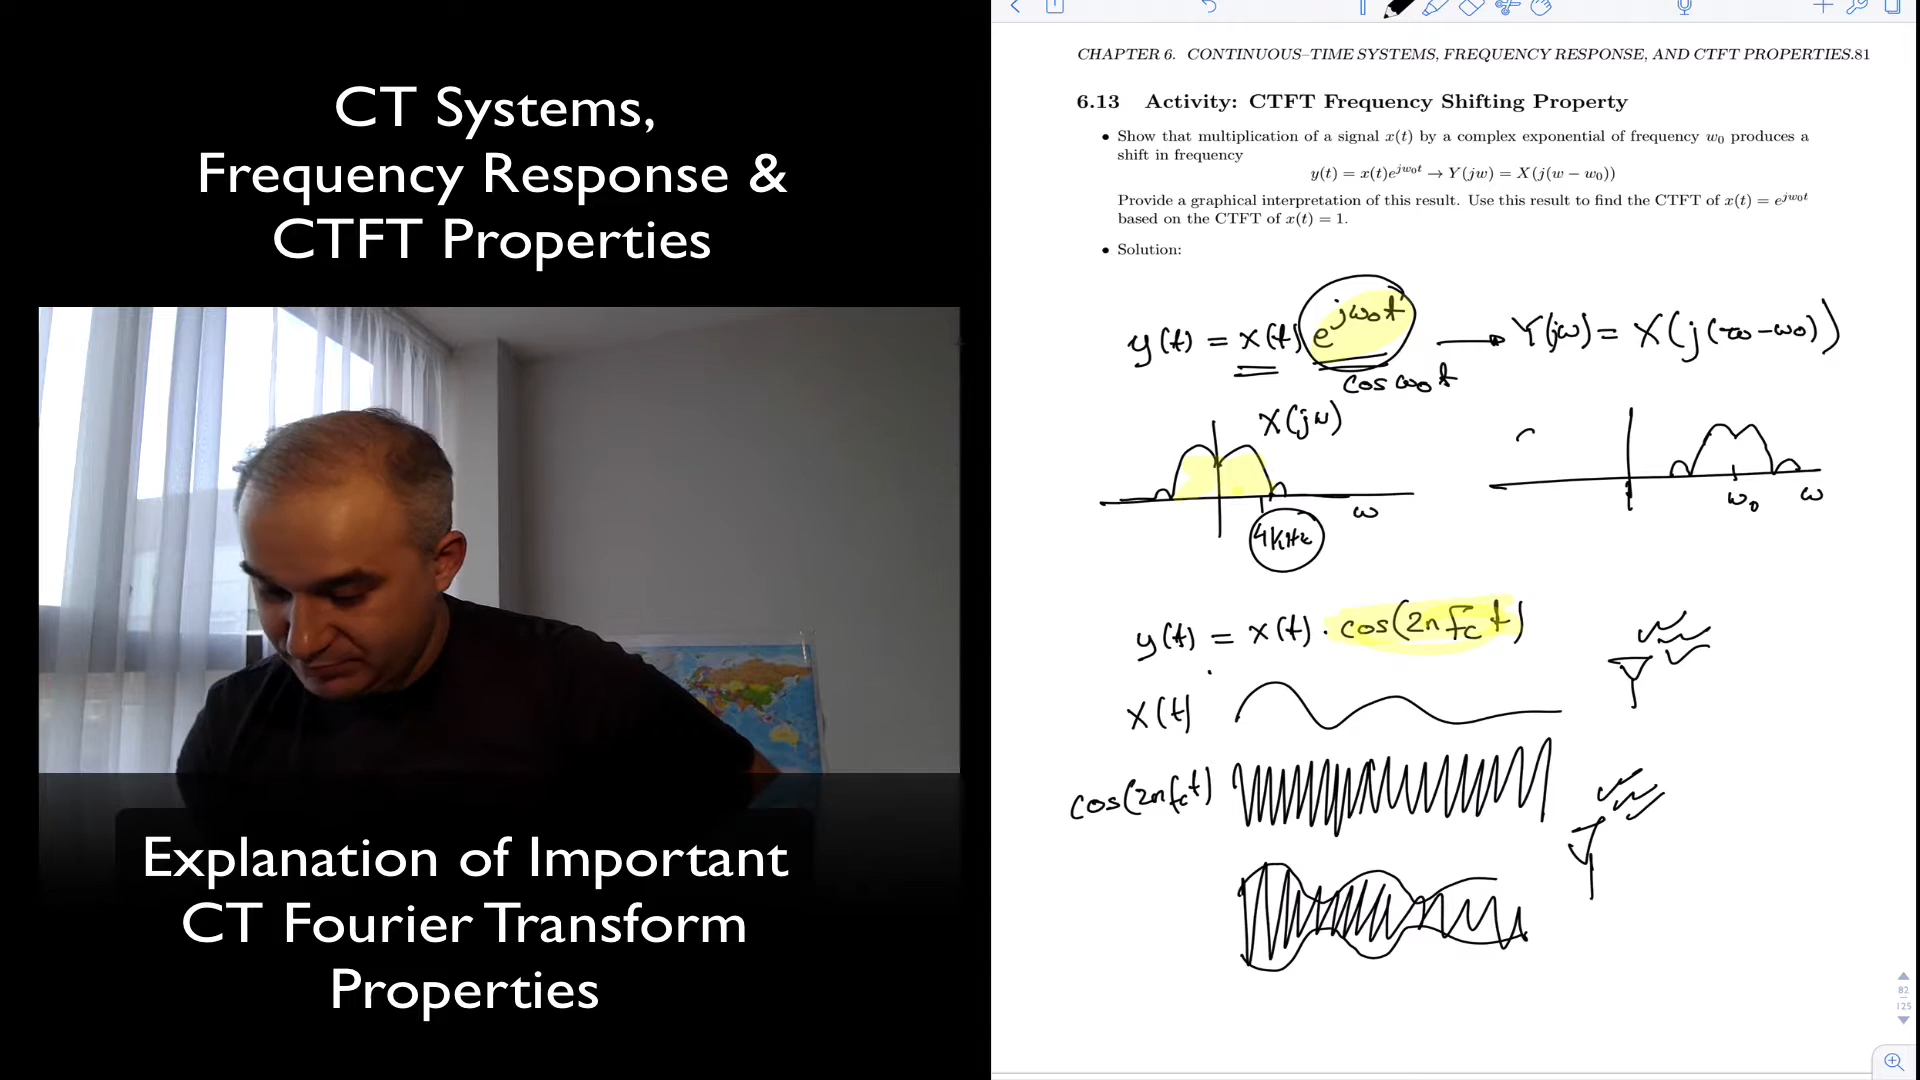 CT Systems,
Frequency Response &
CTFT Properties
Explanation of Important
CT Fourier Transform
Properties
CHAPTER 6. CONTINUOUS–TIME SYSTEMS, FREQUENCY RESPONSE, AND CTFT PROPERTIES.81
6.13 Activity: CTFT Frequency Shifting Property
• Show that multiplication of a signal x(t) by a complex exponential of frequency w₀ produces a
shift in frequency
y(t) = x(t)e^{jw₀t} → Y(jw) = X(j(w − w₀))
Provide a graphical interpretation of this result. Use this result to find the CTFT of x(t) = e^{jw₀t}
based on the CTFT of x(t) = 1.
• Solution:
y(t) = x(t) e^{jω₀t} → Y(jω) = X(j(ω-ω₀))
cos ω₀t
X(jω)
4KHz
ω
ω₀
ω
y(t) = x(t) · cos(2π f_c t)
x(t)
cos(2πf_c t)
82
125